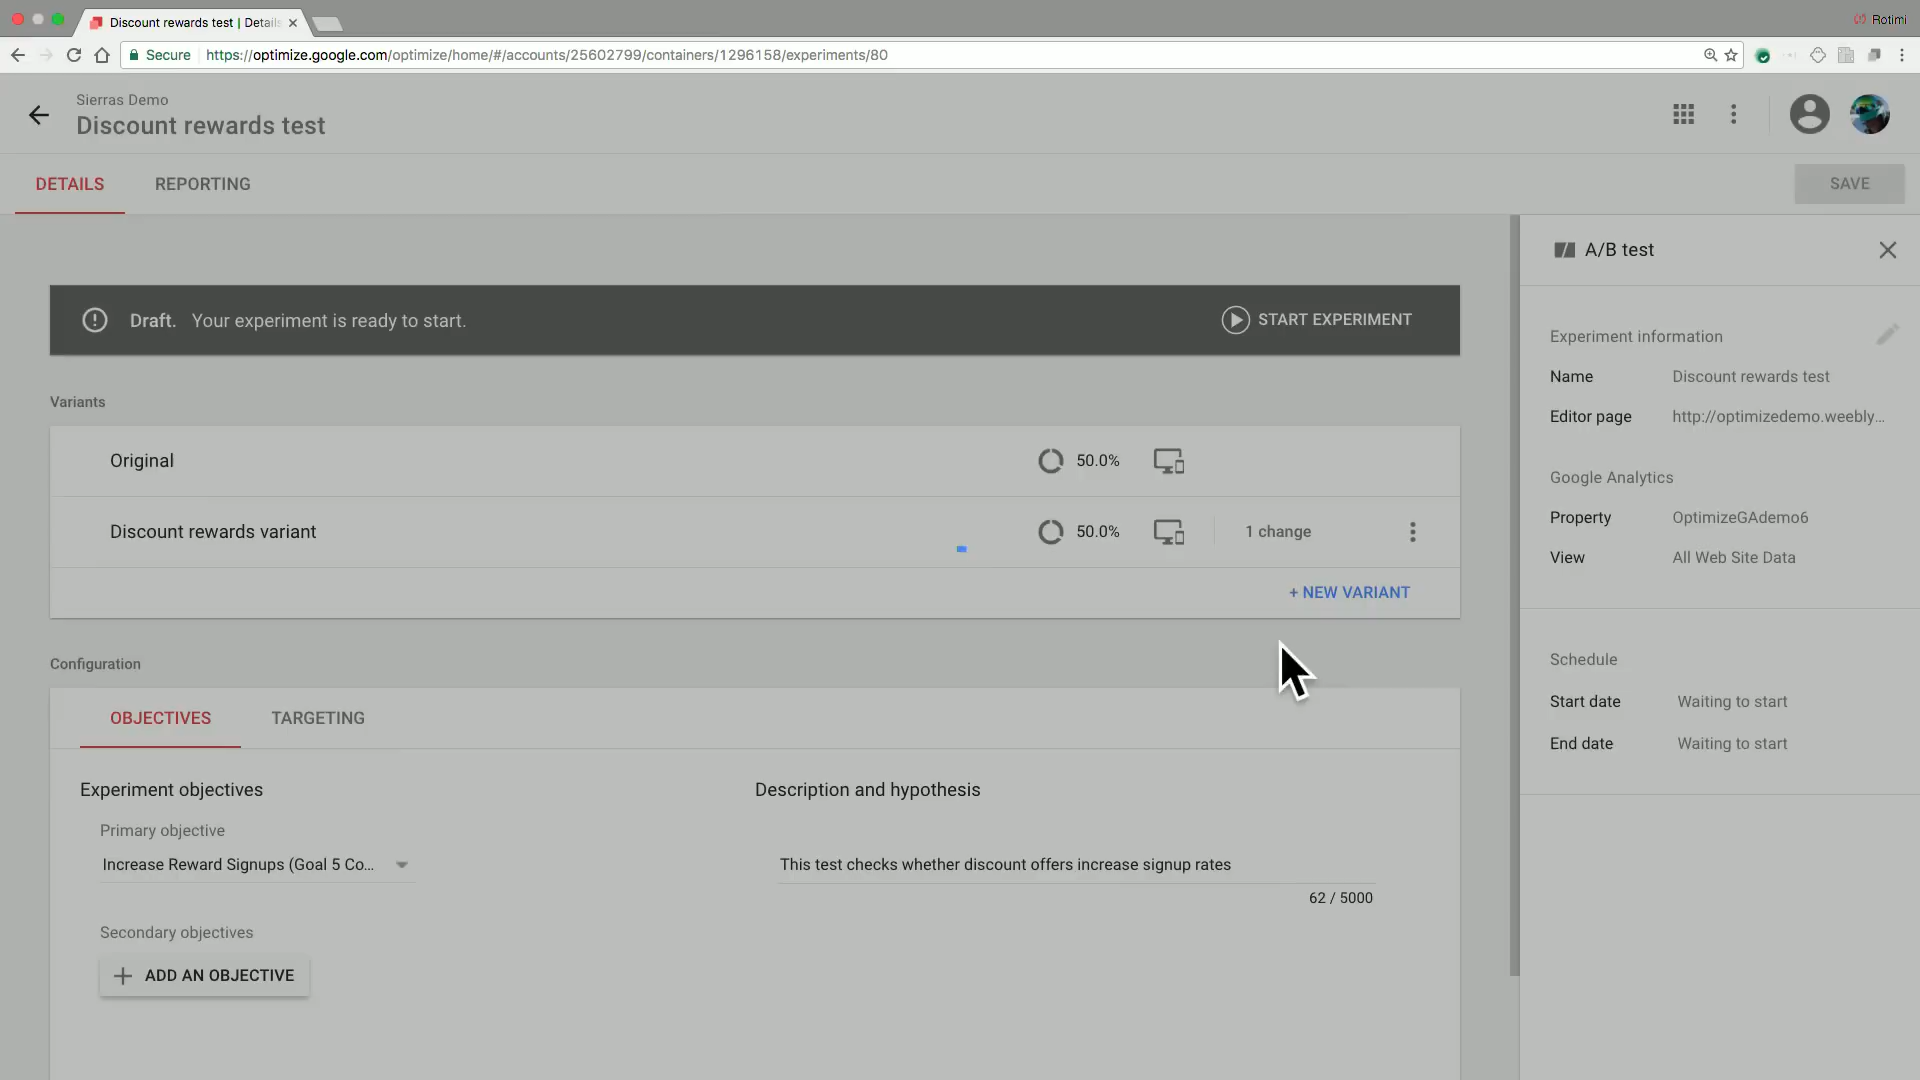 Discount rewards test | Details
Rotimi
Secure
https://optimize.google.com/optimize/home/#/accounts/25602799/containers/1296158/experiments/80
Sierras Demo
Discount rewards test
DETAILS
REPORTING
SAVE
A/B test
Draft. Your experiment is ready to start.
START EXPERIMENT
Experiment information
Name
Discount rewards test
Editor page
http://optimizedemo.weebly...
Variants
Original
50.0%
Google Analytics
Property
OptimizeGAdemo6
Discount rewards variant
50.0%
1 change
View
All Web Site Data
+ NEW VARIANT
Configuration
Schedule
Start date
Waiting to start
OBJECTIVES
TARGETING
End date
Waiting to start
Experiment objectives
Description and hypothesis
Primary objective
Increase Reward Signups (Goal 5 Co...
This test checks whether discount offers increase signup rates
62 / 5000
Secondary objectives
+ ADD AN OBJECTIVE